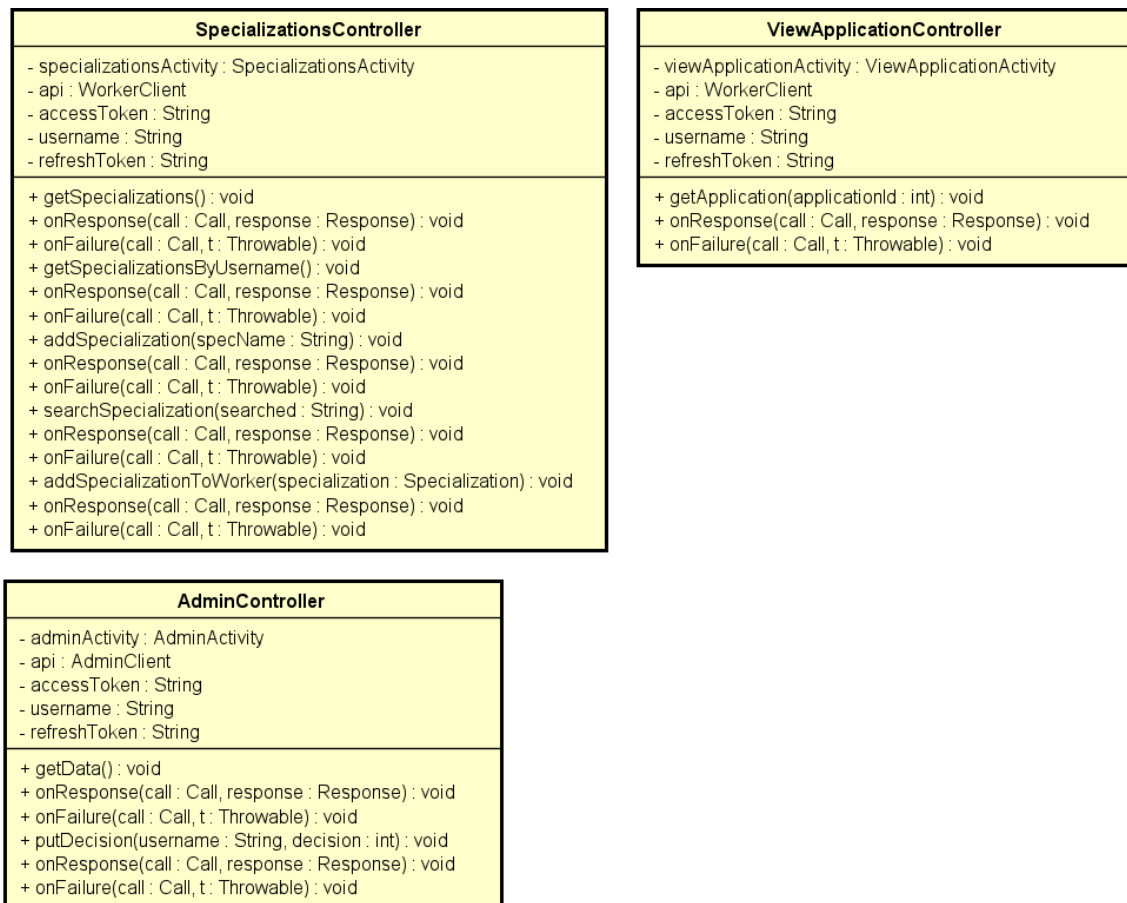 SpecializationsController
- specializationsActivity : SpecializationsActivity
- api : WorkerClient
- accessToken : String
- username : String
- refreshToken : String
+ getSpecializations() : void
+ onResponse(call : Call, response : Response) : void
+ onFailure(call : Call, t : Throwable) : void
+ getSpecializationsByUsername() : void
+ onResponse(call : Call, response : Response) : void
+ onFailure(call : Call, t : Throwable) : void
+ addSpecialization(specName : String) : void
+ onResponse(call : Call, response : Response) : void
+ onFailure(call : Call, t : Throwable) : void
+ searchSpecialization(searched : String) : void
+ onResponse(call : Call, response : Response) : void
+ onFailure(call : Call, t : Throwable) : void
+ addSpecializationToWorker(specialization : Specialization) : void
+ onResponse(call : Call, response : Response) : void
+ onFailure(call : Call, t : Throwable) : void
ViewApplicationController
- viewApplicationActivity : ViewApplicationActivity
- api : WorkerClient
- accessToken : String
- username : String
- refreshToken : String
+ getApplication(applicationId : int) : void
+ onResponse(call : Call, response : Response) : void
+ onFailure(call : Call, t : Throwable) : void
AdminController
- adminActivity : AdminActivity
- api : AdminClient
- accessToken : String
- username : String
- refreshToken : String
+ getData() : void
+ onResponse(call : Call, response : Response) : void
+ onFailure(call : Call, t : Throwable) : void
+ putDecision(username : String, decision : int) : void
+ onResponse(call : Call, response : Response) : void
+ onFailure(call : Call, t : Throwable) : void